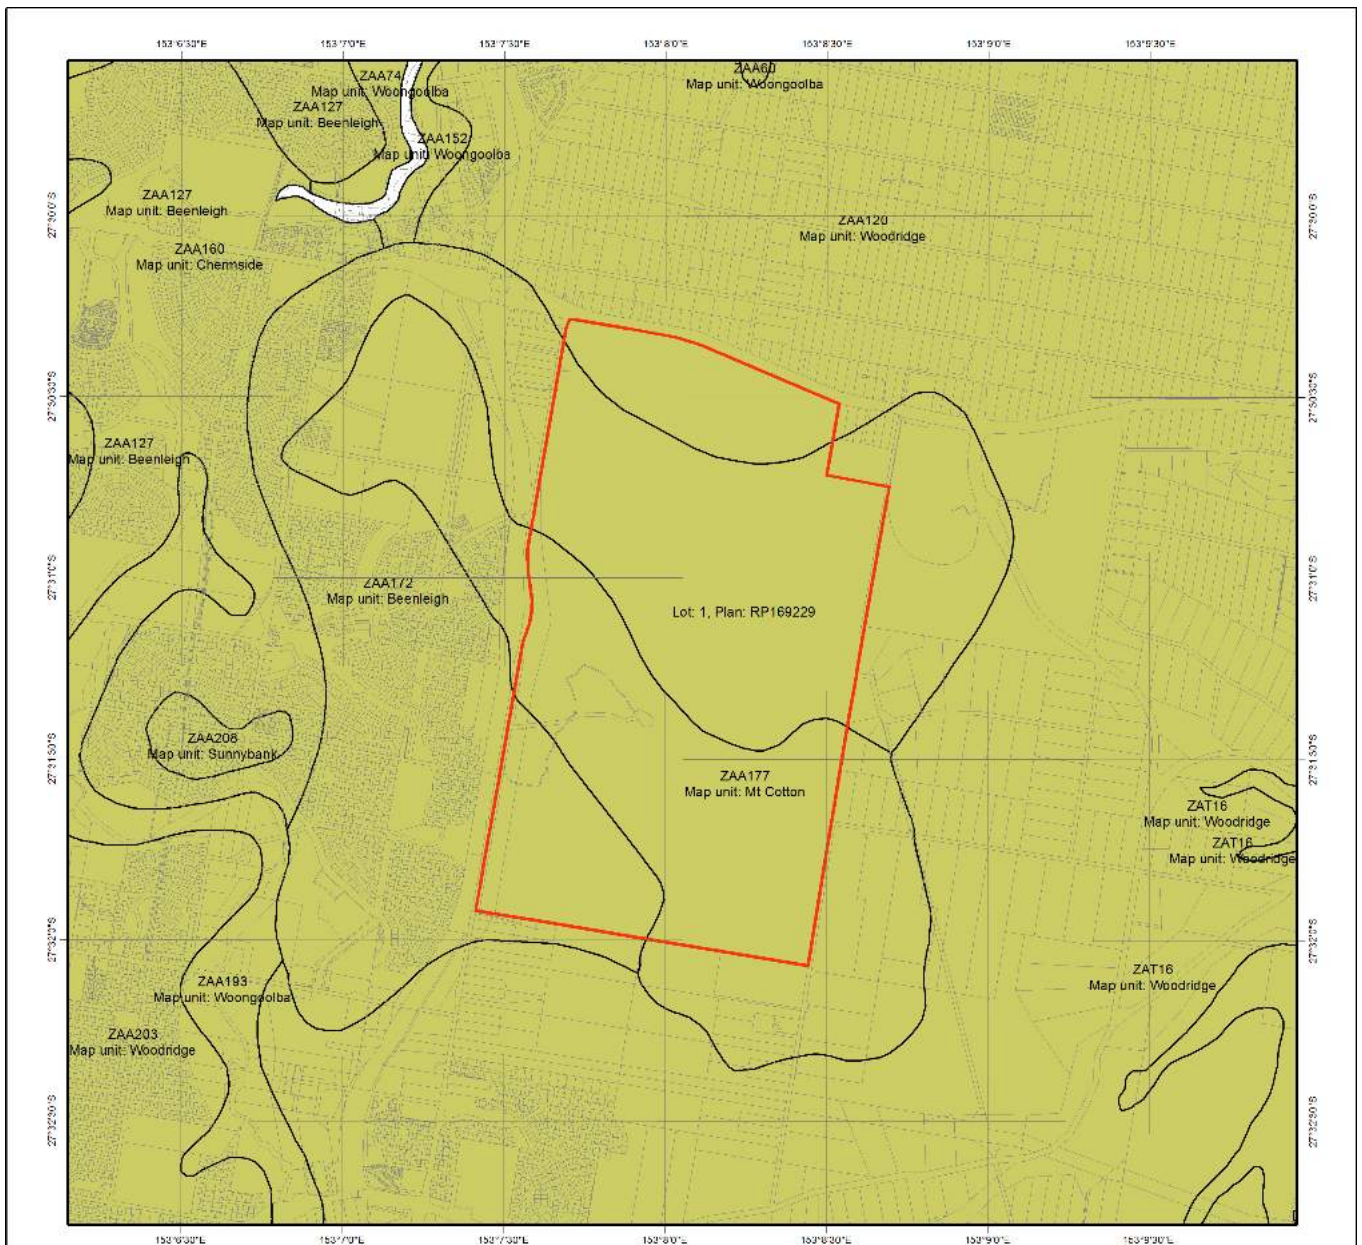 153°6'30"E 153°7'0"E 153°7'30"E 153°8'0"E 153°8'30"E 153°9'0"E 153°9'30"E
ZAA74
Map unit: Woongoolba
ZAA60
Map unit: Woongoolba
ZAA127
Map unit: Beenleigh
ZAA152
Map unit: Woongoolba
ZAA127
Map unit: Beenleigh
ZAA120
Map unit: Woodridge
27°30'0"S
27°30'0"S
ZAA160
Map unit: Chermside
27°30'30"S
27°30'30"S
ZAA127
Map unit: Beenleigh
27°31'0"S
27°31'0"S
ZAA172
Map unit: Beenleigh
Lot: 1, Plan: RP169229
ZAA208
Map unit: Sunnybank
27°31'30"S
27°31'30"S
ZAA177
Map unit: Mt Cotton
ZAT16
Map unit: Woodridge
ZAT16
Map unit: Woodridge
27°32'0"S
27°32'0"S
ZAA193
Map unit: Woongoolba
ZAT16
Map unit: Woodridge
ZAA203
Map unit: Woodridge
27°32'30"S
27°32'30"S
153°6'30"E 153°7'0"E 153°7'30"E 153°8'0"E 153°8'30"E 153°9'0"E 153°9'30"E